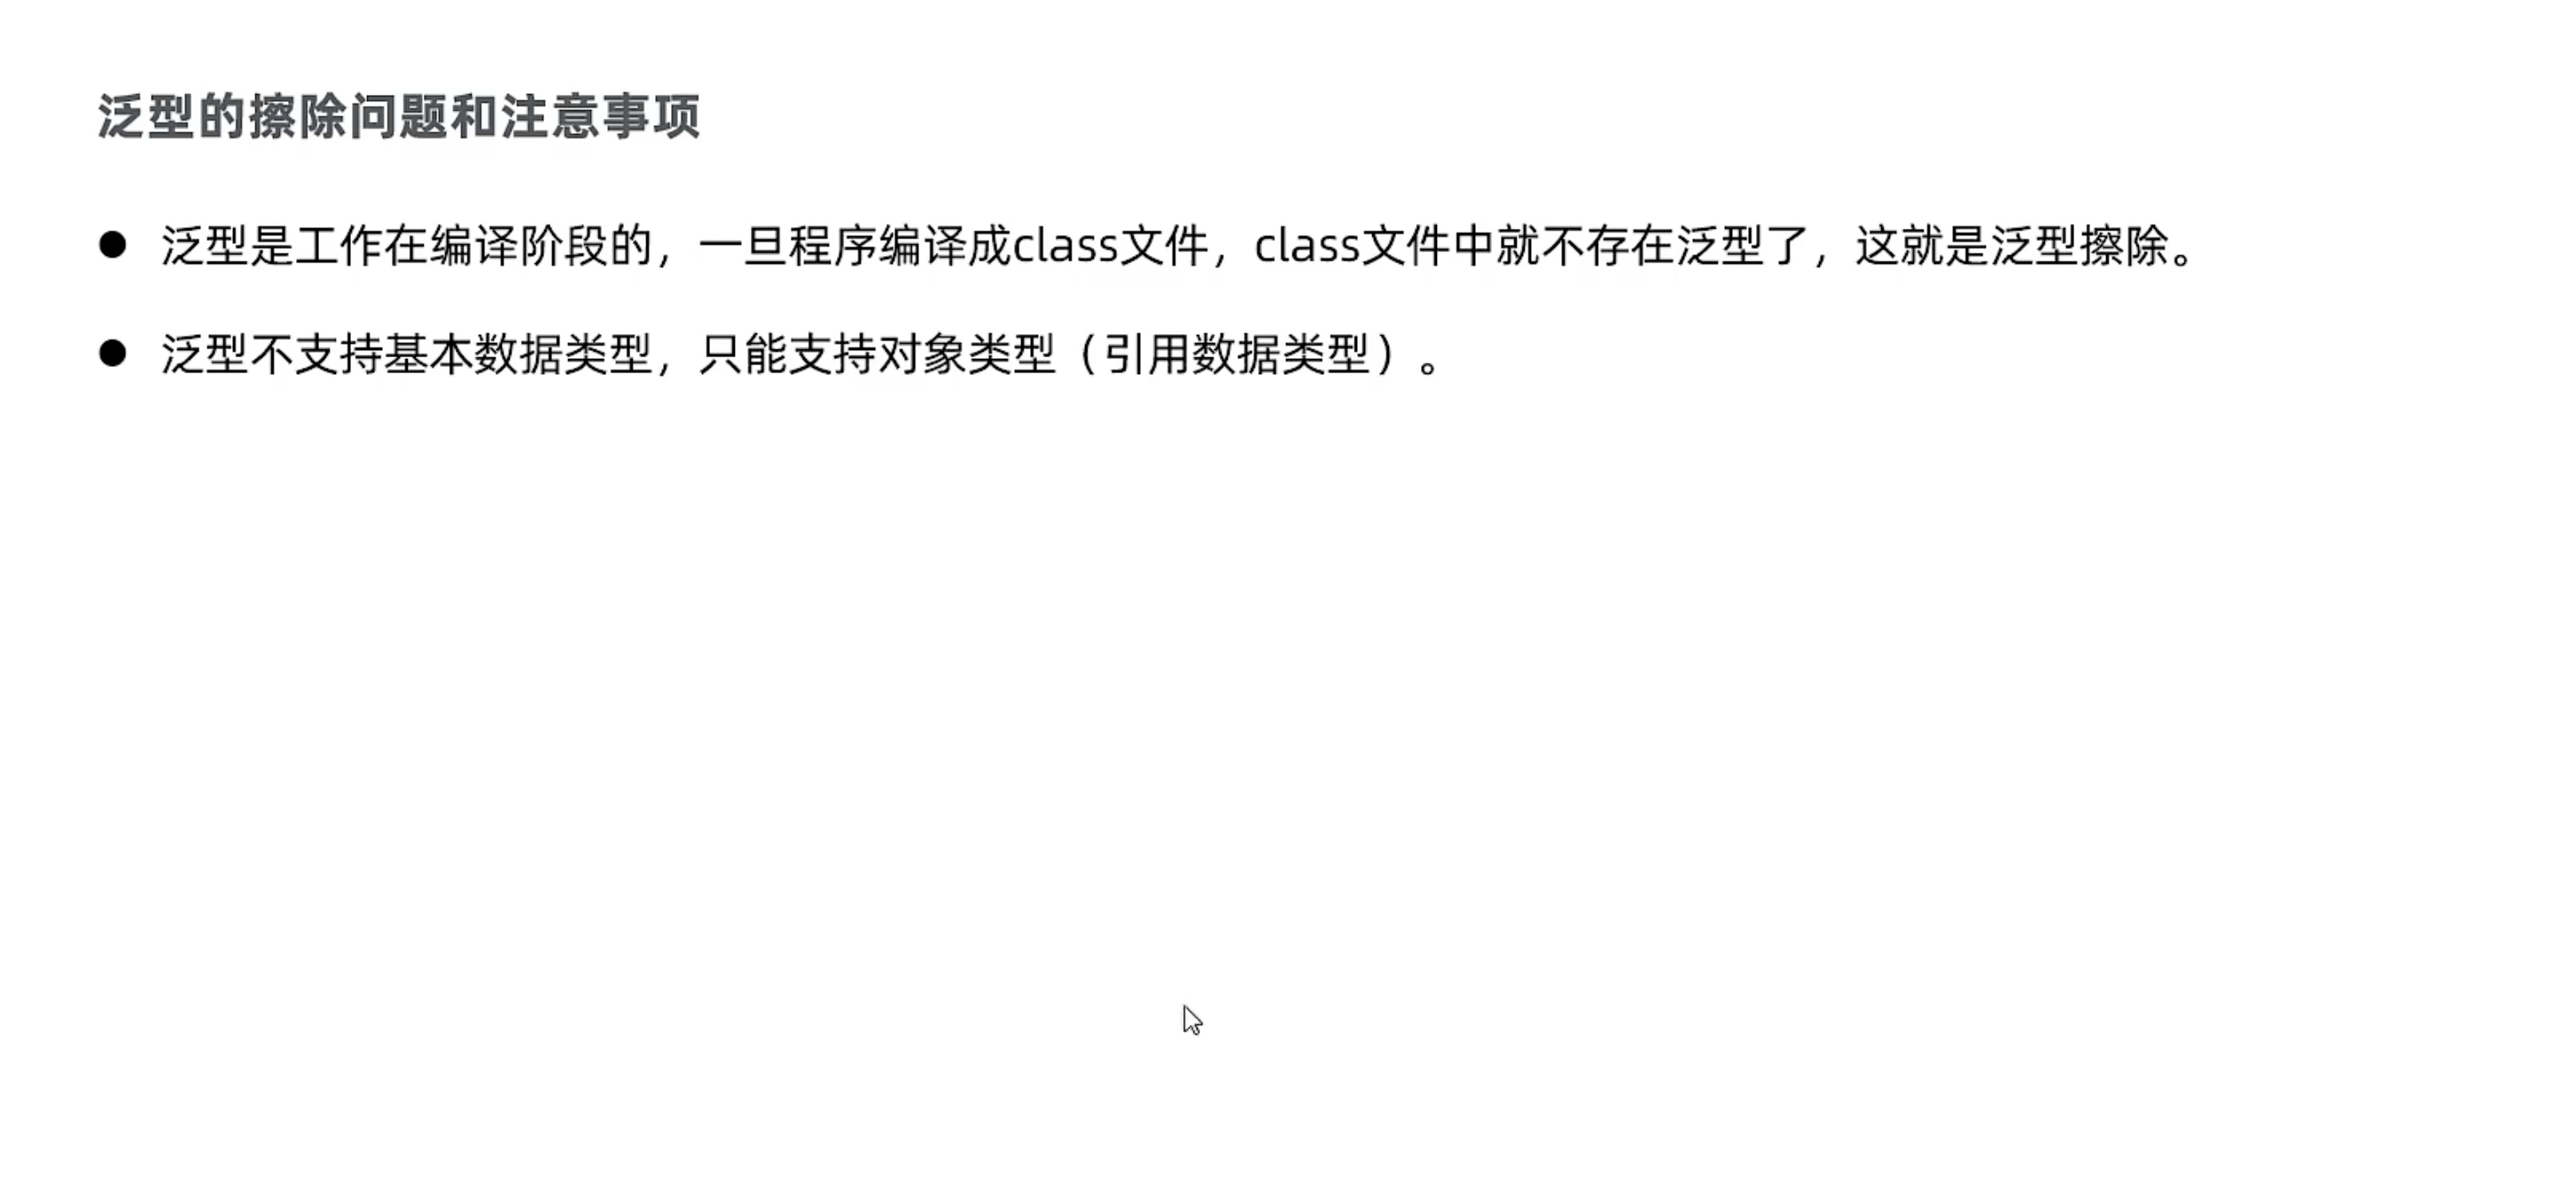 泛型的擦除问题和注意事项
● 泛型是工作在编译阶段的，一旦程序编译成class文件，class文件中就不存在泛型了，这就是泛型擦除。
● 泛型不支持基本数据类型，只能支持对象类型（引用数据类型）。